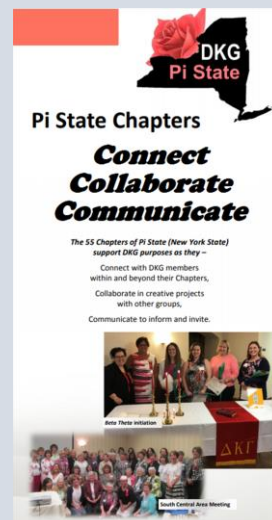 DKG
Pi State
Pi State Chapters
Connect
Collaborate
Communicate
The 55 Chapters of Pi State (New York State)
support DKG purposes as they –
Connect with DKG members
within and beyond their Chapters,
Collaborate in creative projects
with other groups,
Communicate to inform and invite.
Beta Theta initiation
ΔΚΓ
South Central Area Meeting